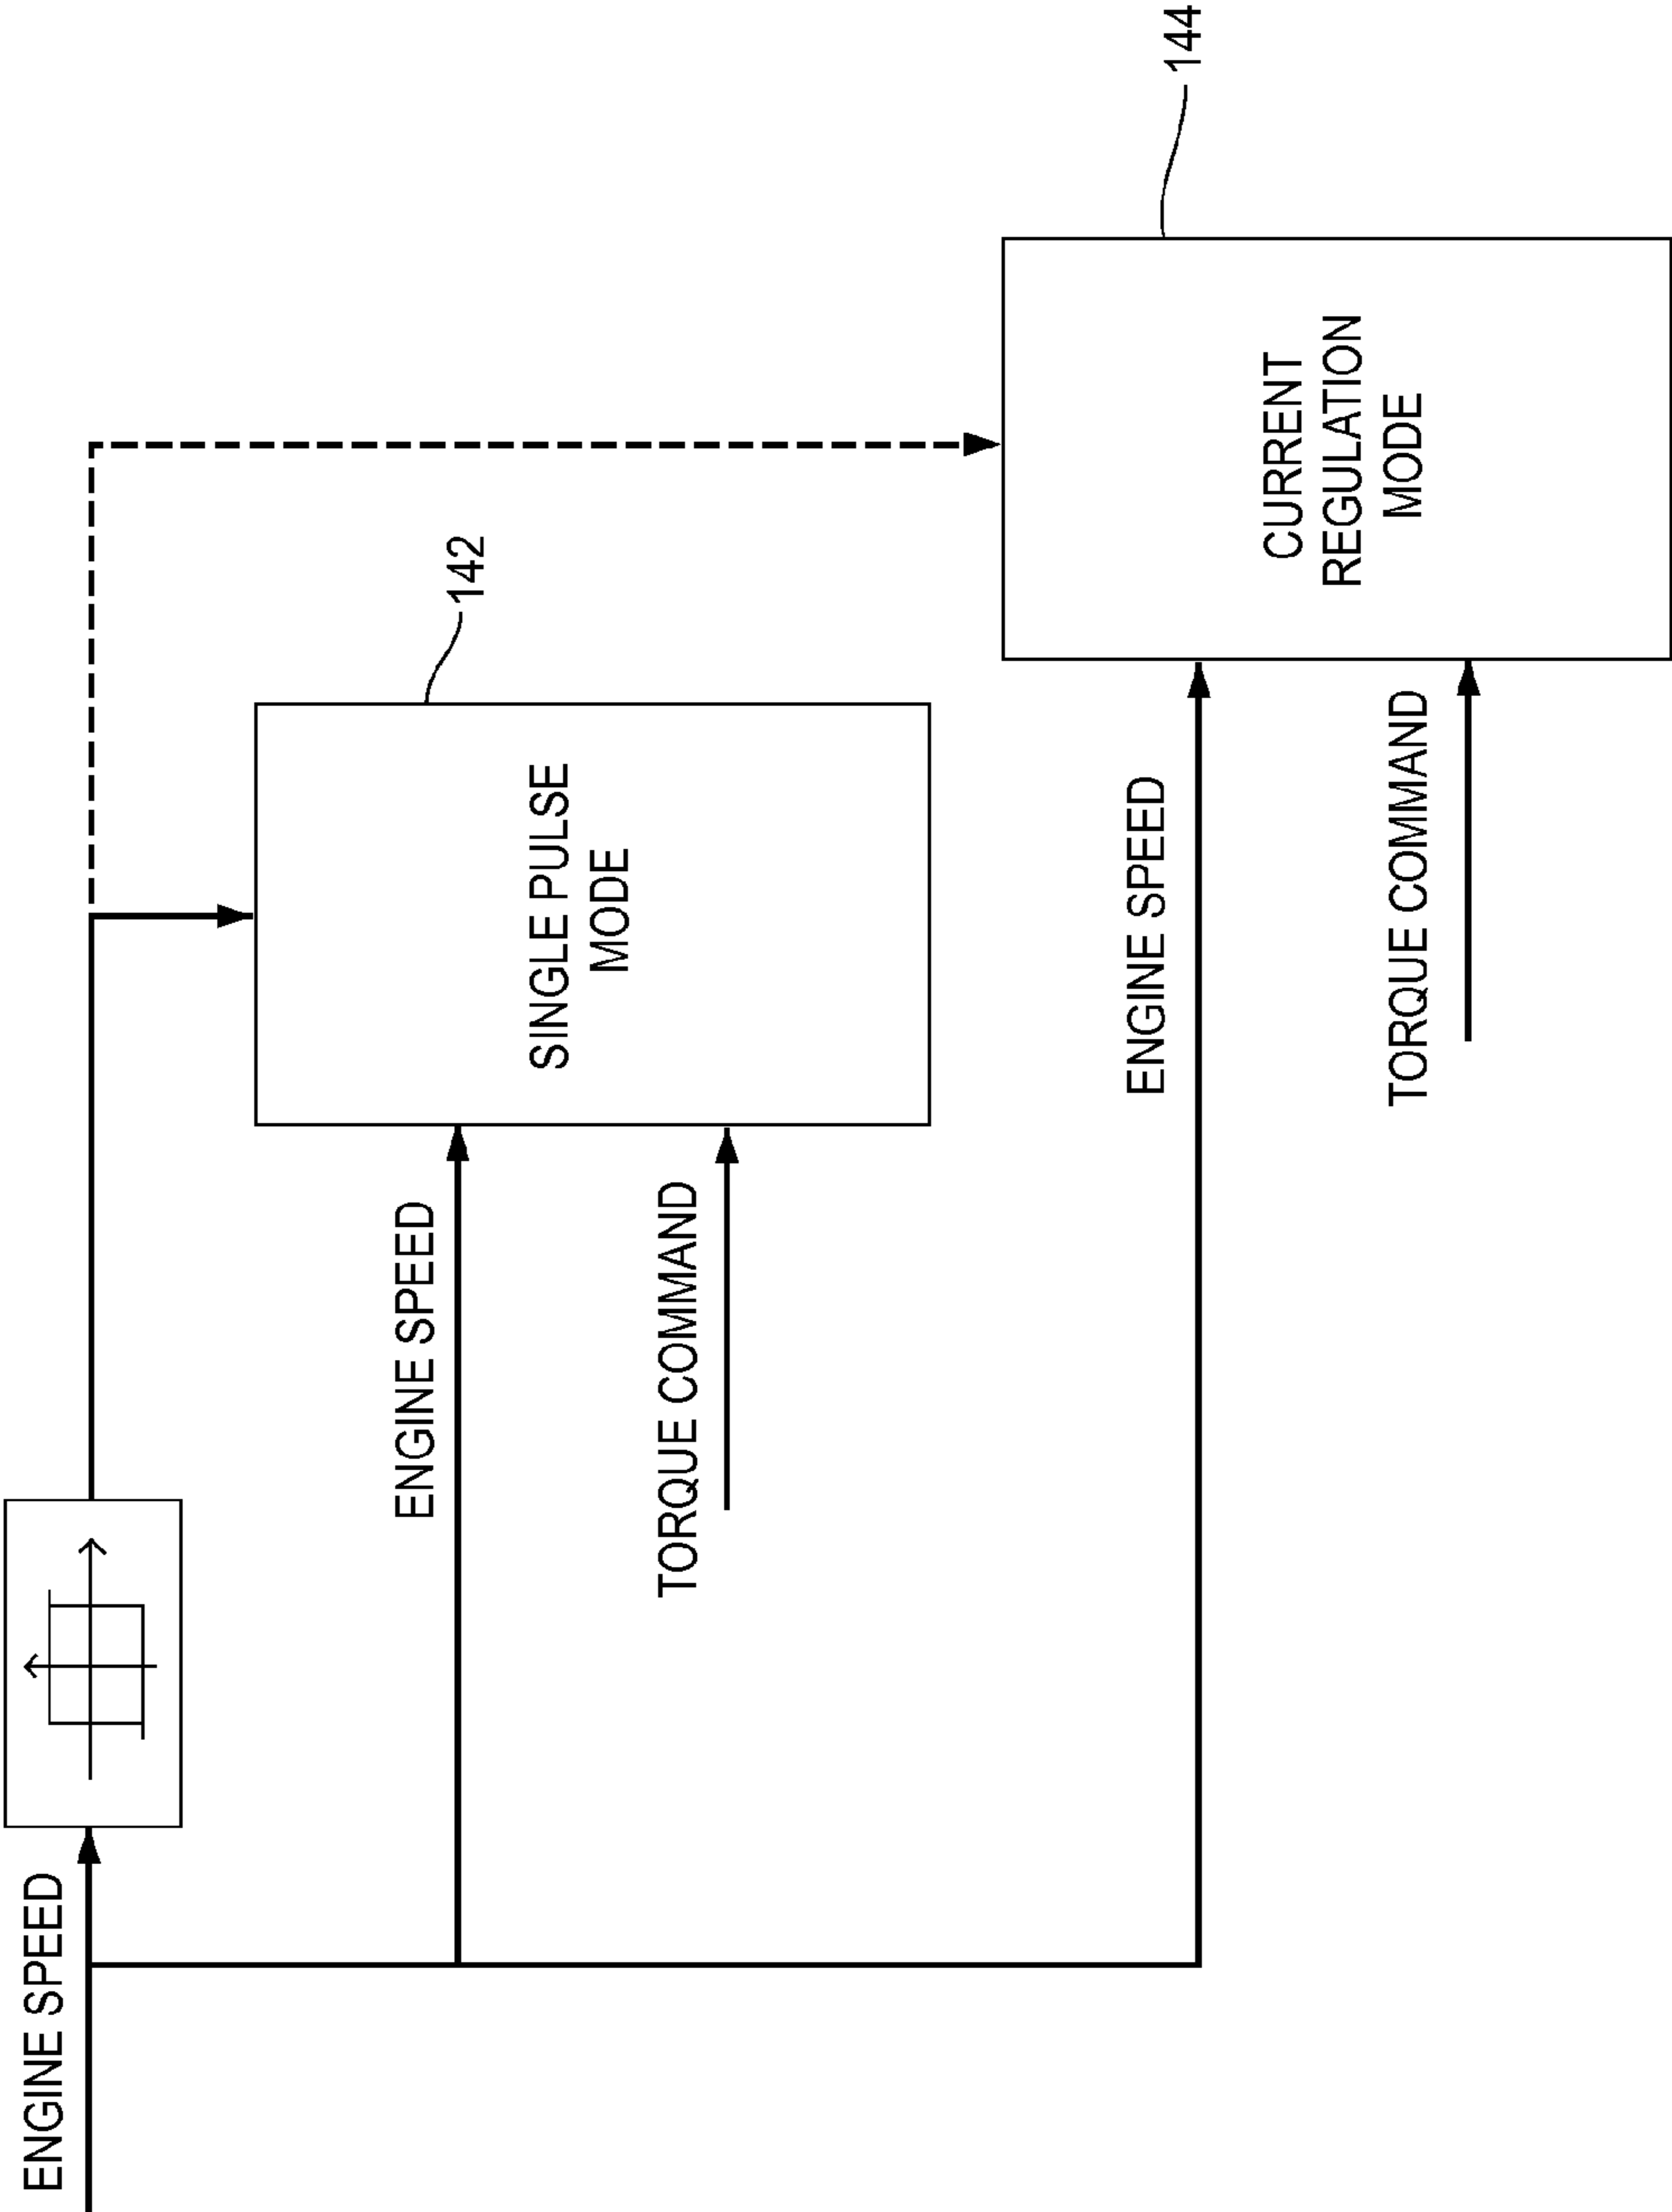 ENGINE SPEED
ENGINE SPEED
TORQUE COMMAND
SINGLE PULSE
MODE
142
ENGINE SPEED
TORQUE COMMAND
CURRENT
REGULATION
MODE
144